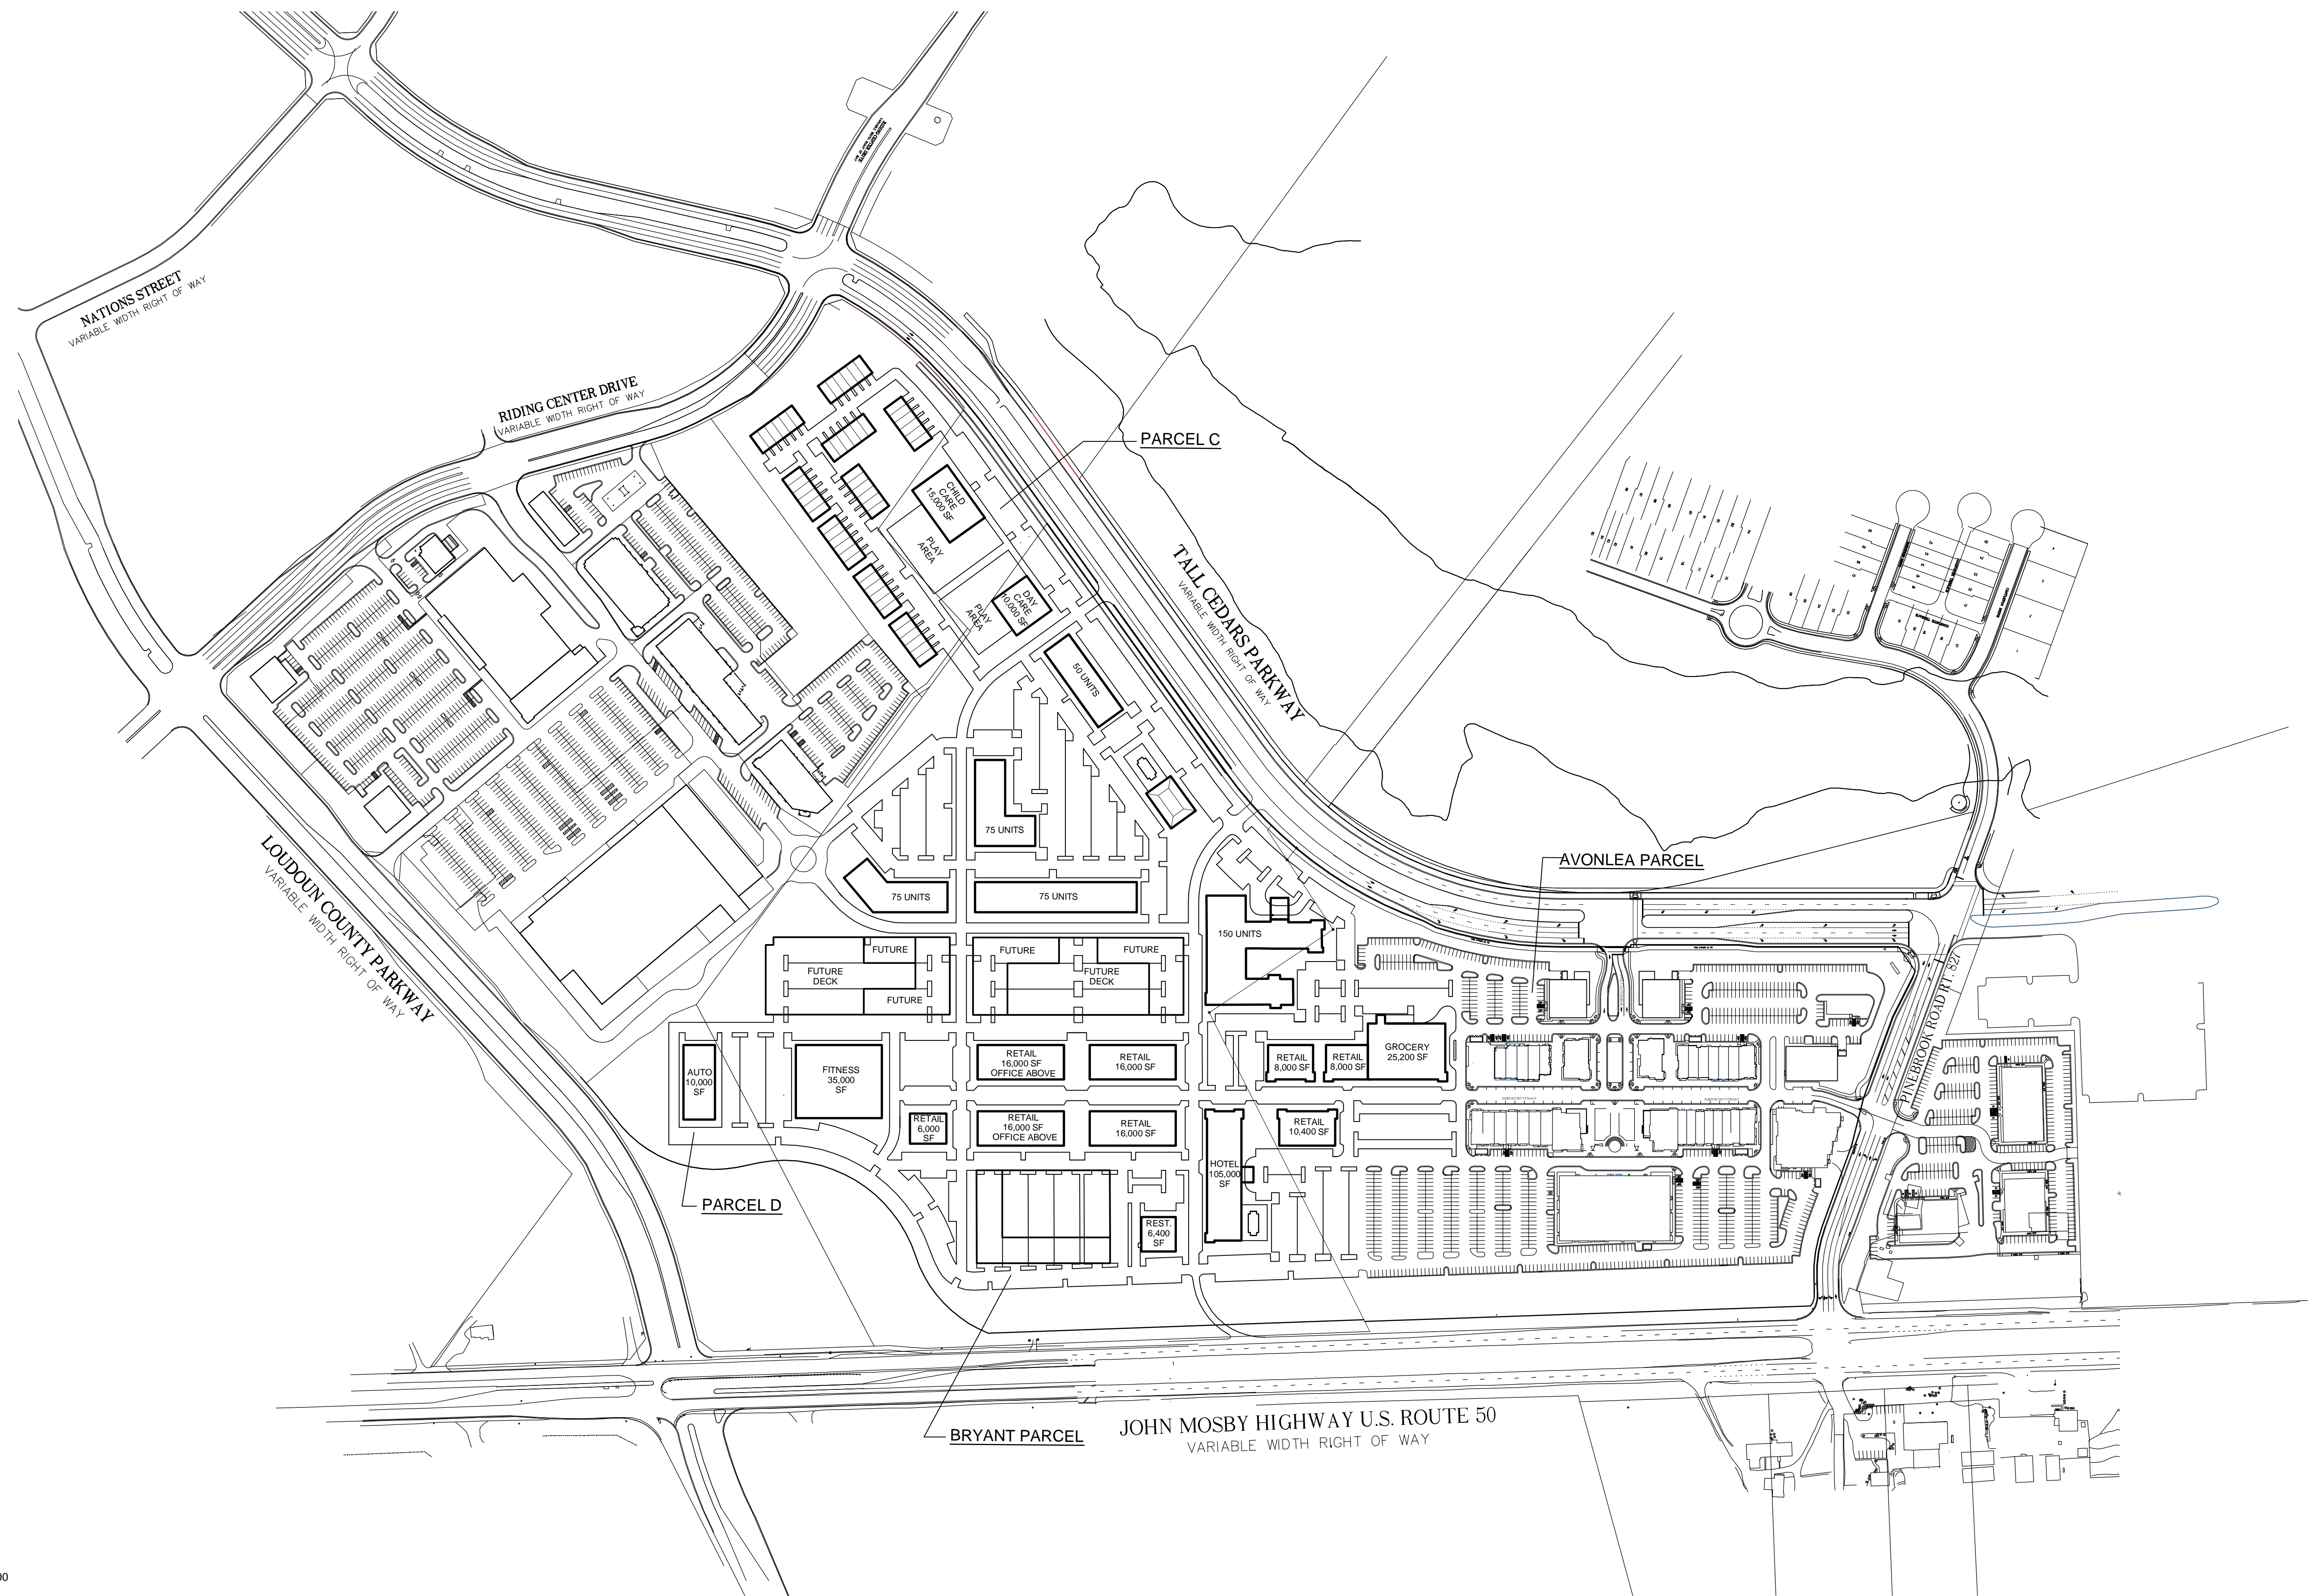 NATIONS STREET
VARIABLE WIDTH RIGHT OF WAY
RIDING CENTER DRIVE
VARIABLE WIDTH RIGHT OF WAY
RIDING CENTER DRIVE
PARCEL C
CHILD
CARE
15,000 SF
PLAY
AREA
DAY
CARE
10,000 SF
PLAY
AREA
TALL CEDARS PARKWAY
VARIABLE WIDTH RIGHT OF WAY
50 UNITS
75 UNITS
75 UNITS
75 UNITS
LOUDOUN COUNTY PARKWAY
VARIABLE WIDTH RIGHT OF WAY
AVONLEA PARCEL
150 UNITS
FUTURE
FUTURE
DECK
FUTURE
FUTURE
FUTURE
FUTURE
DECK
PINEBROOK ROAD RT. 827
AUTO
10,000
SF
FITNESS
35,000
SF
RETAIL
16,000 SF
OFFICE ABOVE
RETAIL
16,000 SF
RETAIL
8,000 SF
RETAIL
8,000 SF
GROCERY
25,200 SF
RETAIL
6,000
SF
RETAIL
16,000 SF
OFFICE ABOVE
RETAIL
16,000 SF
RETAIL
10,400 SF
HOTEL
105,000
SF
PARCEL D
REST.
6,400
SF
BRYANT PARCEL
JOHN MOSBY HIGHWAY U.S. ROUTE 50
VARIABLE WIDTH RIGHT OF WAY
00